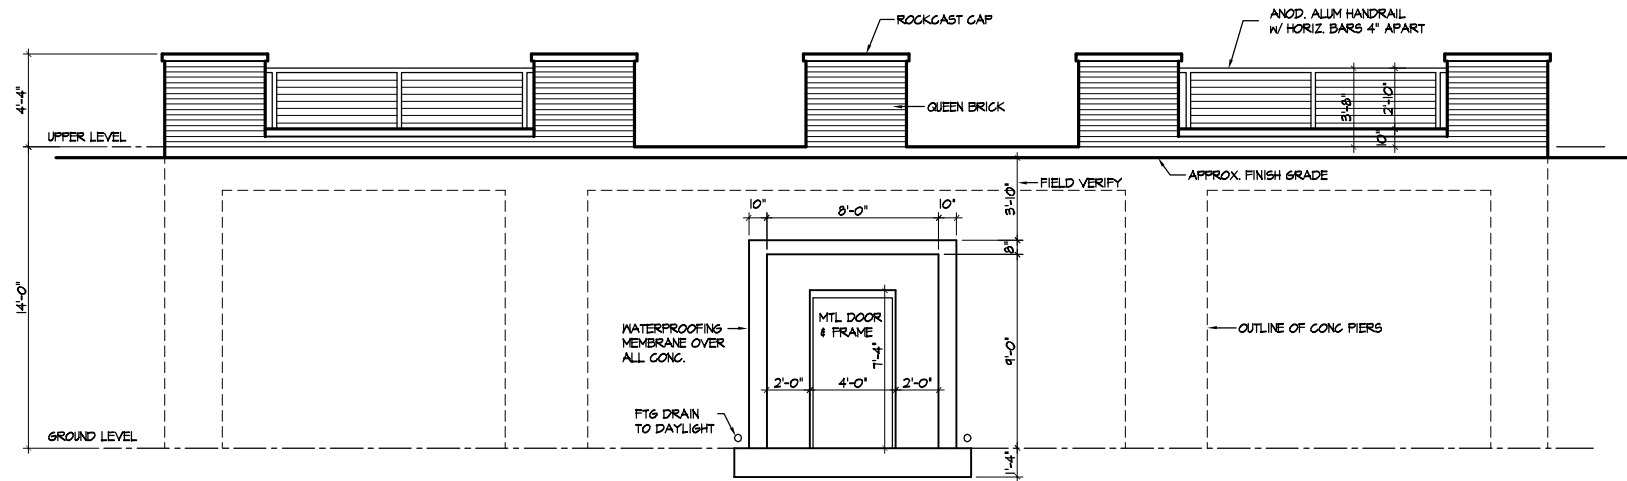 ROCKCAST CAP
ANOD. ALUM HANDRAIL
W/ HORIZ. BARS 4" APART
4'-4"
QUEEN BRICK
3'-8"
2'-10"
10"
UPPER LEVEL
APPROX. FINISH GRADE
FIELD VERIFY
3'-10"
10"
8'-0"
10"
8"
14'-0"
MTL DOOR
& FRAME
WATERPROOFING
MEMBRANE OVER
ALL CONC.
OUTLINE OF CONC PIERS
7'-4"
9'-0"
2'-0"
4'-0"
2'-0"
FTG DRAIN
TO DAYLIGHT
GROUND LEVEL
1'-4"